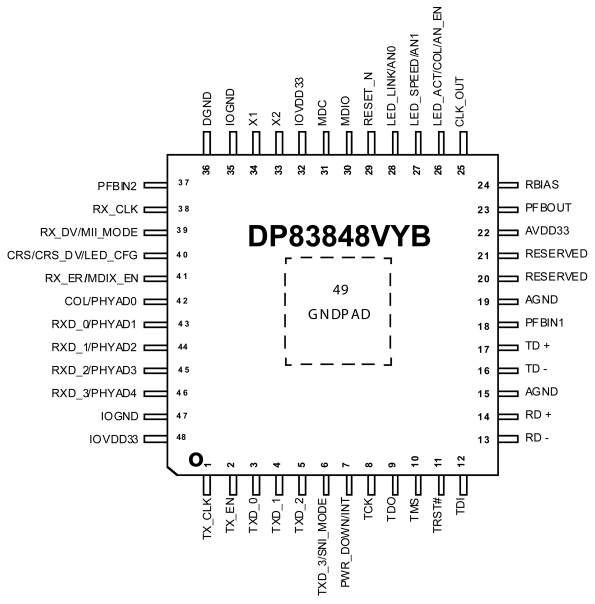 DGND
IOGND
X1
X2
IOVDD33
MDC
MDIO
RESET_N
LED_LINK/AN0
LED_SPEED/AN1
LED_ACT/COL/AN_EN
CLK_OUT
36 35 34 33 32 31 30 29 28 27 26 25
PFBIN2 37
RX_CLK 38
RX_DV/MII_MODE 39
CRS/CRS_DV/LED_CFG 40
RX_ER/MDIX_EN 41
COL/PHYAD0 42
RXD_0/PHYAD1 43
RXD_1/PHYAD2 44
RXD_2/PHYAD3 45
RXD_3/PHYAD4 46
IOGND 47
IOVDD33 48
DP83848VYB
49
GNDPAD
24 RBIAS
23 PFBOUT
22 AVDD33
21 RESERVED
20 RESERVED
19 AGND
18 PFBIN1
17 TD +
16 TD -
15 AGND
14 RD +
13 RD -
1 2 3 4 5 6 7 8 9 10 11 12
TX_CLK
TX_EN
TXD_0
TXD_1
TXD_2
TXD_3/SNI_MODE
PWR_DOWN/INT
TCK
TDO
TMS
TRST#
TDI